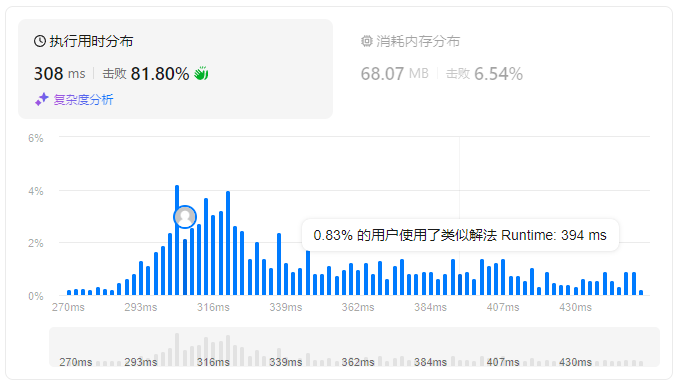 执行用时分布
308 ms 击败 81.80%
复杂度分析
消耗内存分布
68.07 MB 击败 6.54%
6%
4%
2%
0%
0.83% 的用户使用了类似解法 Runtime: 394 ms
270ms 293ms 316ms 339ms 362ms 384ms 407ms 430ms
270ms 293ms 316ms 339ms 362ms 384ms 407ms 430ms